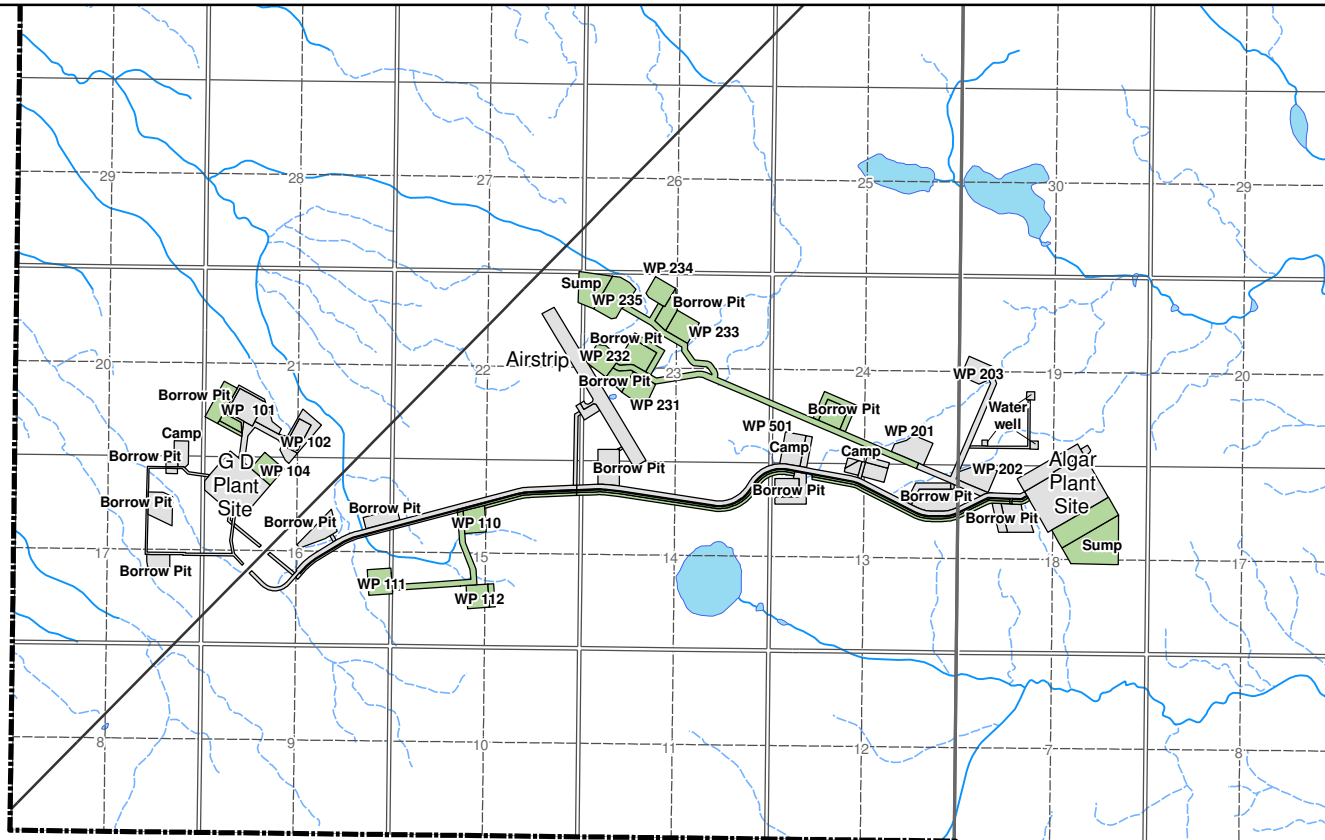 29
28
27
26
25
30
29
WP 234
Sump
WP 235
Borrow Pit
WP 233
Borrow Pit
WP 232
Airstrip
20
21
22
23
24
WP 203
19
20
Borrow Pit
WP 231
Borrow Pit
WP 101
Borrow Pit
Water
well
WP 501
WP 201
Camp
WP 102
Camp
Camp
Borrow Pit
G D
Plant
Site
WP 104
Borrow Pit
WP 202
Algar
Plant
Site
Borrow Pit
Borrow Pit
Borrow Pit
Borrow Pit
Borrow Pit
WP 110
Borrow Pit
Sump
17
16
15
14
13
18
17
Borrow Pit
WP 111
WP 112
8
9
10
11
12
7
8